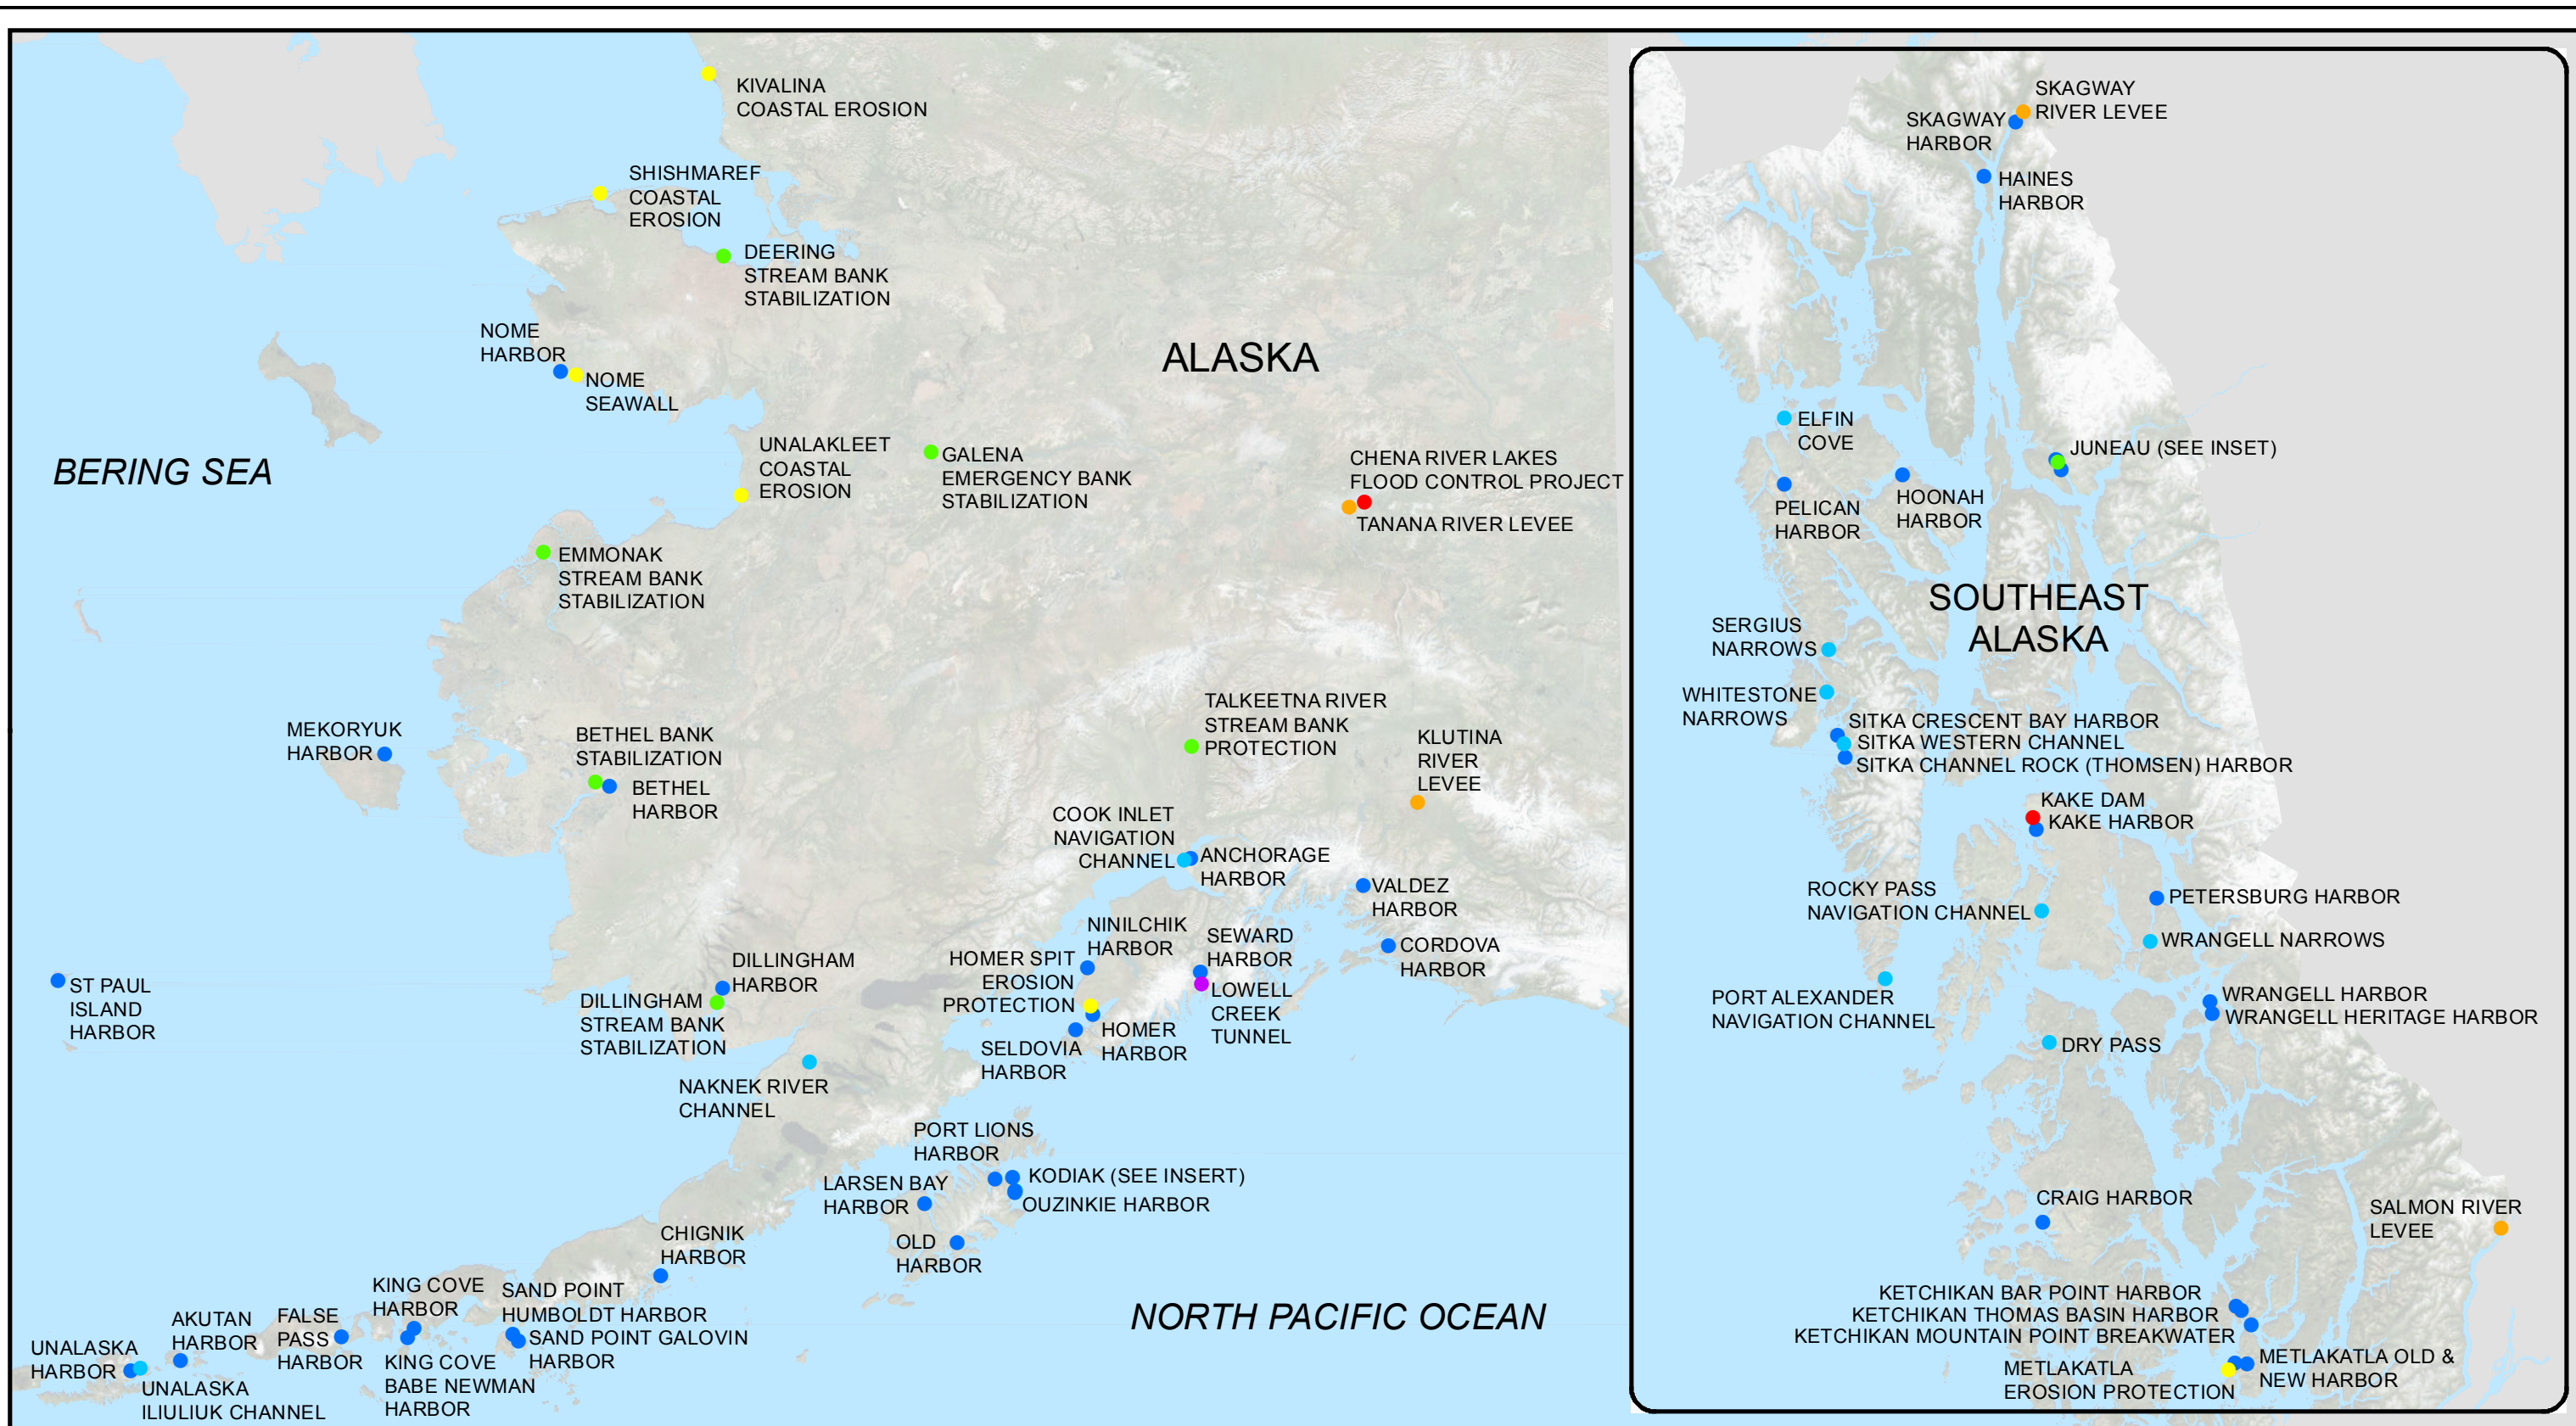 KIVALINA
COASTAL EROSION
SHISHMAREF
COASTAL
EROSION
DEERING
STREAM BANK
STABILIZATION
NOME
HARBOR
NOME
SEAWALL
ALASKA
BERING SEA
UNALAKLEET
COASTAL
EROSION
GALENA
EMERGENCY BANK
STABILIZATION
CHENA RIVER LAKES
FLOOD CONTROL PROJECT
TANANA RIVER LEVEE
EMMONAK
STREAM BANK
STABILIZATION
MEKORYUK
HARBOR
BETHEL BANK
STABILIZATION
BETHEL
HARBOR
TALKEETNA RIVER
STREAM BANK
PROTECTION
KLUTINA
RIVER
LEVEE
COOK INLET
NAVIGATION
CHANNEL
ANCHORAGE
HARBOR
VALDEZ
HARBOR
NINILCHIK
HARBOR
SEWARD
HARBOR
CORDOVA
HARBOR
HOMER SPIT
EROSION
PROTECTION
LOWELL
CREEK
TUNNEL
HOMER
HARBOR
SELDOVIA
HARBOR
DILLINGHAM
HARBOR
DILLINGHAM
STREAM BANK
STABILIZATION
ST PAUL
ISLAND
HARBOR
NAKNEK RIVER
CHANNEL
PORT LIONS
HARBOR
KODIAK (SEE INSERT)
OUZINKIE HARBOR
LARSEN BAY
HARBOR
OLD
HARBOR
CHIGNIK
HARBOR
KING COVE
HARBOR
SAND POINT
HUMBOLDT HARBOR
SAND POINT GALOVIN
HARBOR
AKUTAN
HARBOR
FALSE
PASS
HARBOR
UNALASKA
HARBOR
KING COVE
BABE NEWMAN
HARBOR
UNALASKA
ILIULIUK CHANNEL
NORTH PACIFIC OCEAN
SKAGWAY
RIVER LEVEE
SKAGWAY
HARBOR
HAINES
HARBOR
ELFIN
COVE
JUNEAU (SEE INSET)
PELICAN
HARBOR
HOONAH
HARBOR
SOUTHEAST
ALASKA
SERGIUS
NARROWS
WHITESTONE
NARROWS
SITKA CRESCENT BAY HARBOR
SITKA WESTERN CHANNEL
SITKA CHANNEL ROCK (THOMSEN) HARBOR
KAKE DAM
KAKE HARBOR
ROCKY PASS
NAVIGATION CHANNEL
PETERSBURG HARBOR
WRANGELL NARROWS
PORT ALEXANDER
NAVIGATION CHANNEL
WRANGELL HARBOR
WRANGELL HERITAGE HARBOR
DRY PASS
CRAIG HARBOR
SALMON RIVER
LEVEE
KETCHIKAN BAR POINT HARBOR
KETCHIKAN THOMAS BASIN HARBOR
KETCHIKAN MOUNTAIN POINT BREAKWATER
METLAKATLA OLD &
NEW HARBOR
METLAKATLA
EROSION PROTECTION